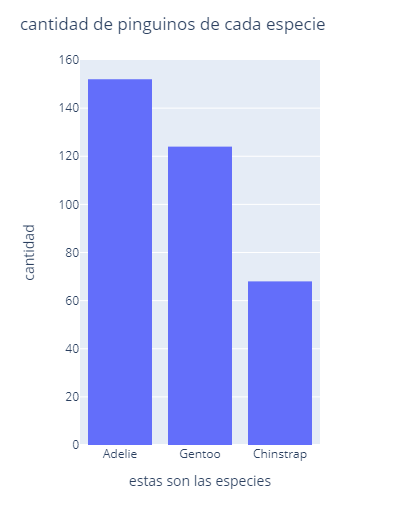 cantidad de pinguinos de cada especie
160
140
120
100
80
60
40
20
0
cantidad
Adelie Gentoo Chinstrap
estas son las especies